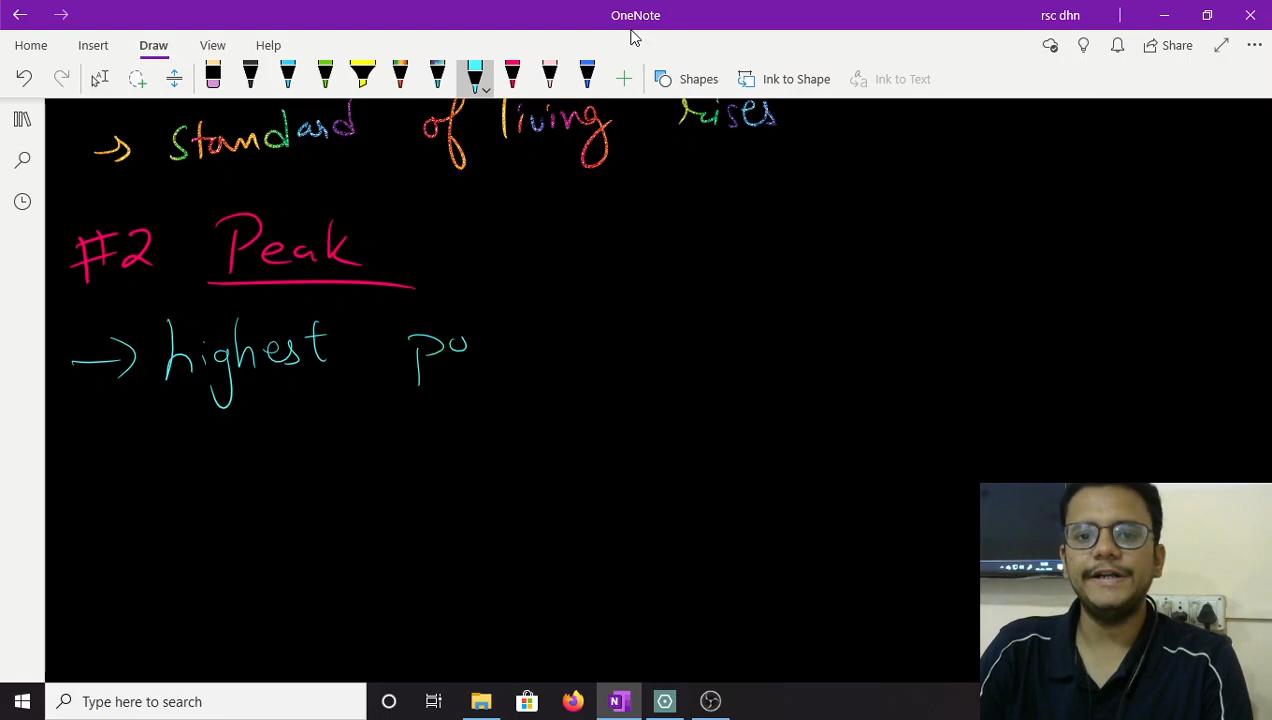 OneNote
rsc dhn
Home Insert Draw View Help
Share
Shapes Ink to Shape Ink to Text
→ standard of living rises
#2 Peak
→ highest po
Type here to search